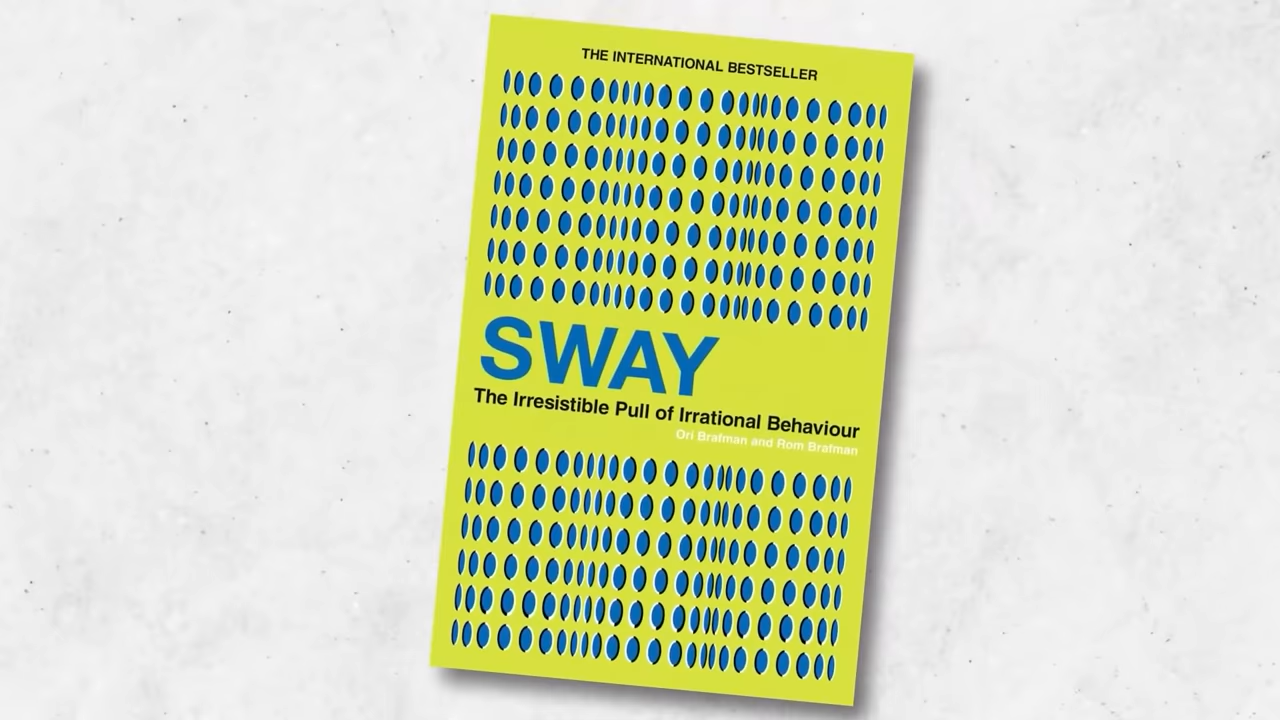 THE INTERNATIONAL BESTSELLER
SWAY
The Irresistible Pull of Irrational Behaviour
Ori Brafman and Rom Brafman